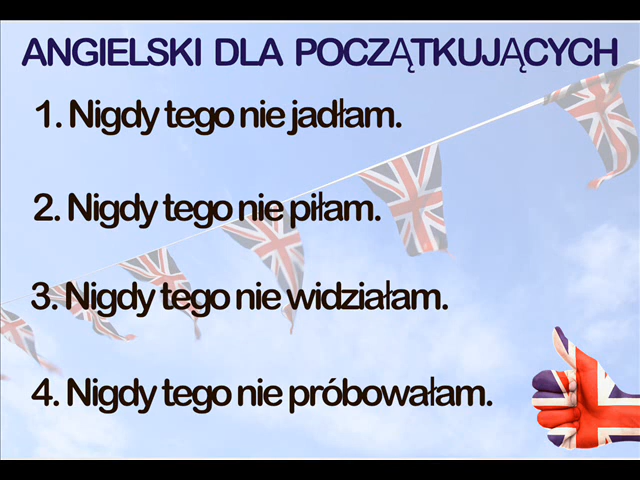 ANGIELSKI DLA POCZĄTKUJĄCYCH
1. Nigdy tego nie jadłam.
2. Nigdy tego nie piłam.
3. Nigdy tego nie widziałam.
4. Nigdy tego nie próbowałam.